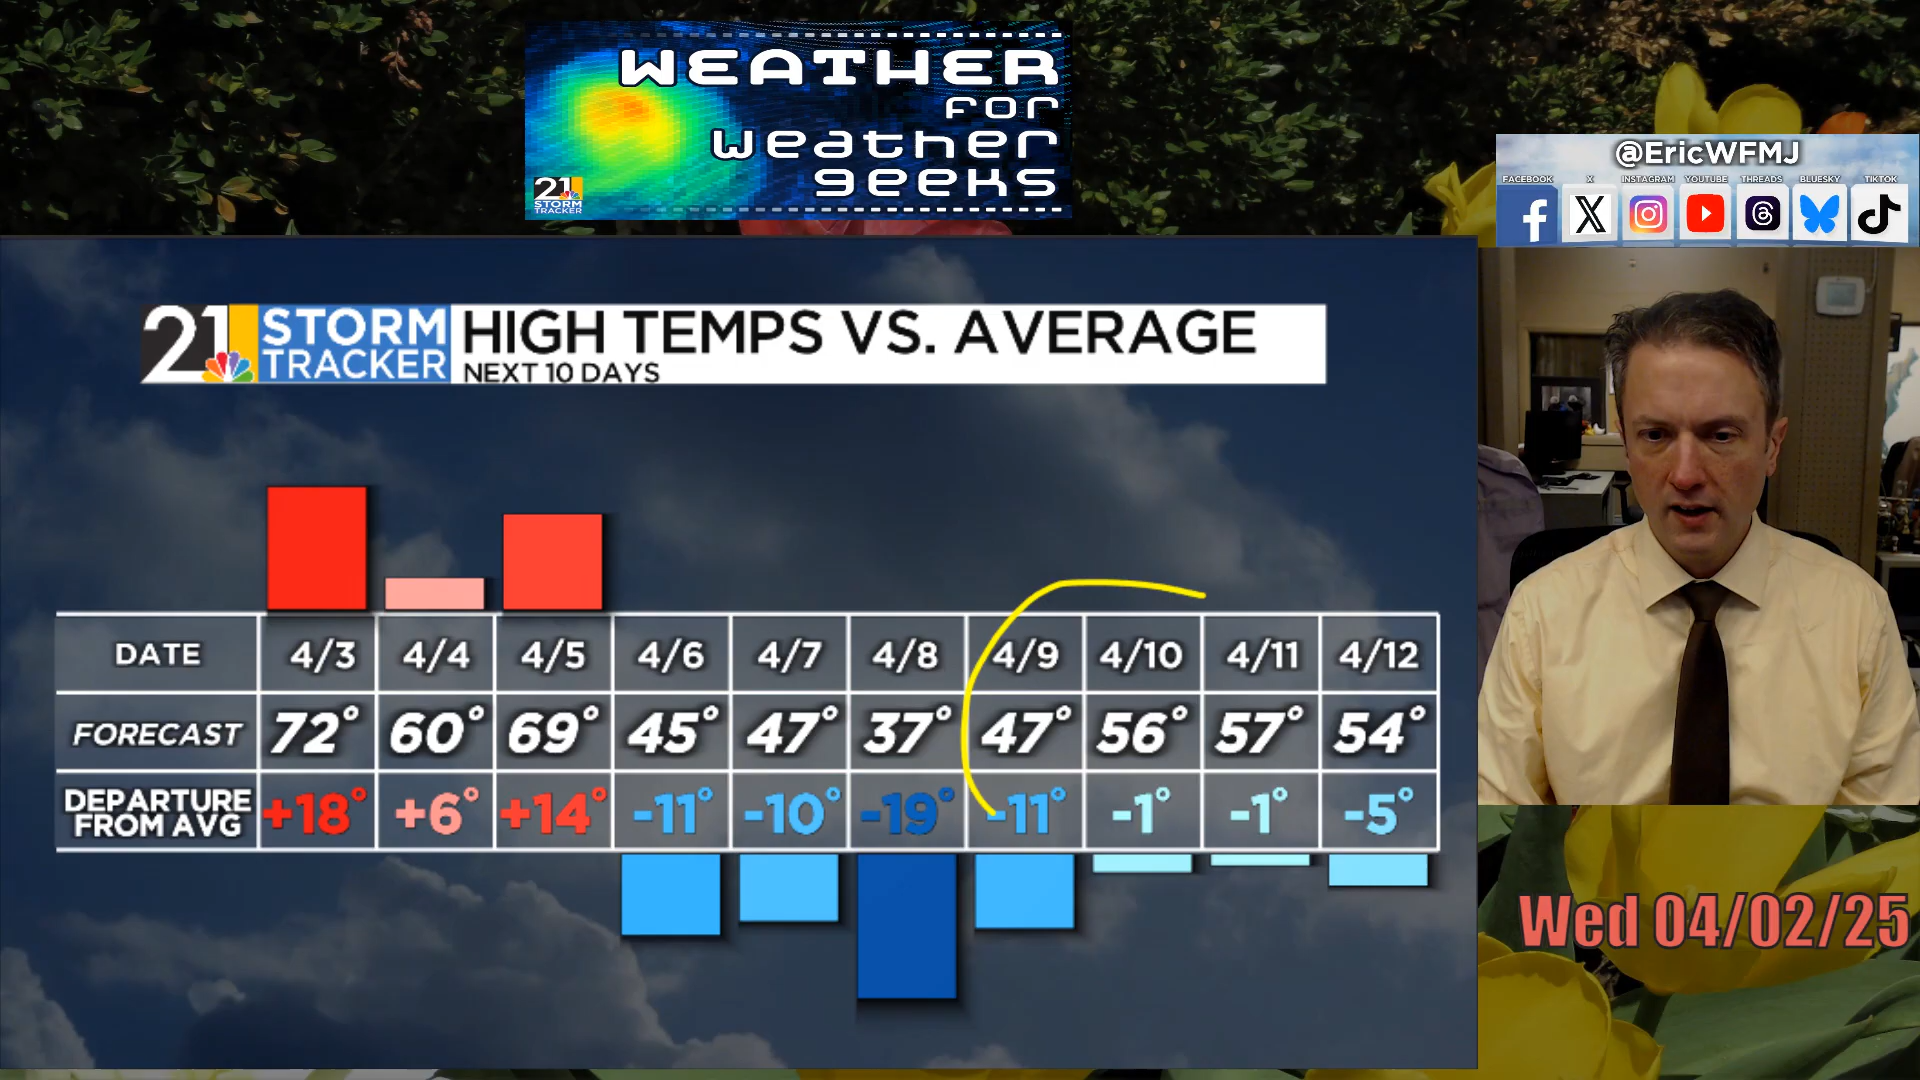 WEATHER
FOR
weather
geeks
21
STORM
TRACKER
@EricWFMJ
FACEBOOK X INSTAGRAM YOUTUBE THREADS BLUESKY TIKTOK
21 STORM TRACKER
HIGH TEMPS VS. AVERAGE
NEXT 10 DAYS
DATE 4/3 4/4 4/5 4/6 4/7 4/8 4/9 4/10 4/11 4/12
FORECAST 72° 60° 69° 45° 47° 37° 47° 56° 57° 54°
DEPARTURE FROM AVG +18° +6° +14° -11° -10° -19° -11° -1° -1° -5°
Wed 04/02/25